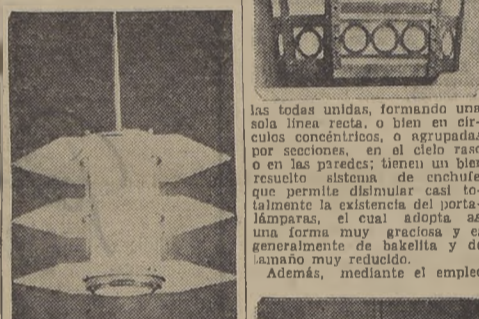 las todas unidas, formando una
sola línea recta, o bien en cír-
culos concéntricos, o agrupadas
por secciones, en el cielo raso
o en las paredes; tienen un bien
resuelto sistema de enchufe
que permite disimular casi to-
talmente la existencia del porta-
lámparas, el cual adopta as
una forma muy graciosa y es
generalmente de bakelita y de
tamaño muy reducido.
Además, mediante el empleo